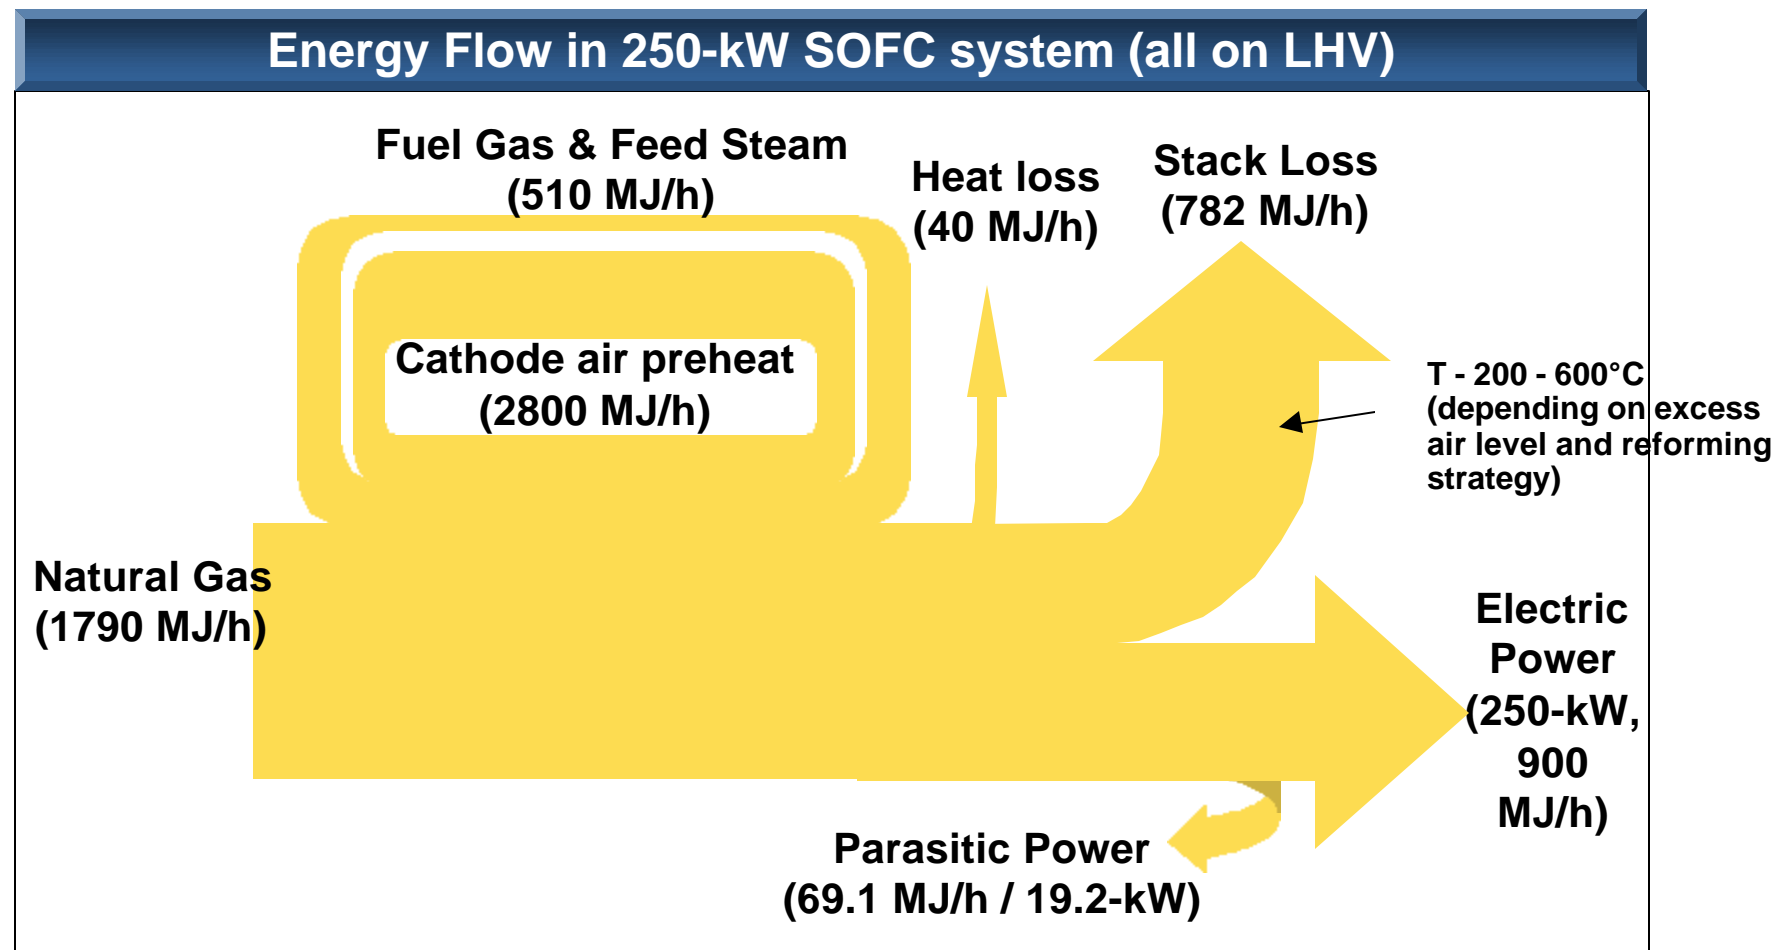 Energy Flow in 250-kW SOFC system (all on LHV)
Fuel Gas & Feed Steam
(510 MJ/h)
Heat loss
(40 MJ/h)
Stack Loss
(782 MJ/h)
Cathode air preheat
(2800 MJ/h)
T - 200 - 600°C
(depending on excess
air level and reforming
strategy)
Natural Gas
(1790 MJ/h)
Electric
Power
(250-kW,
900
MJ/h)
Parasitic Power
(69.1 MJ/h / 19.2-kW)